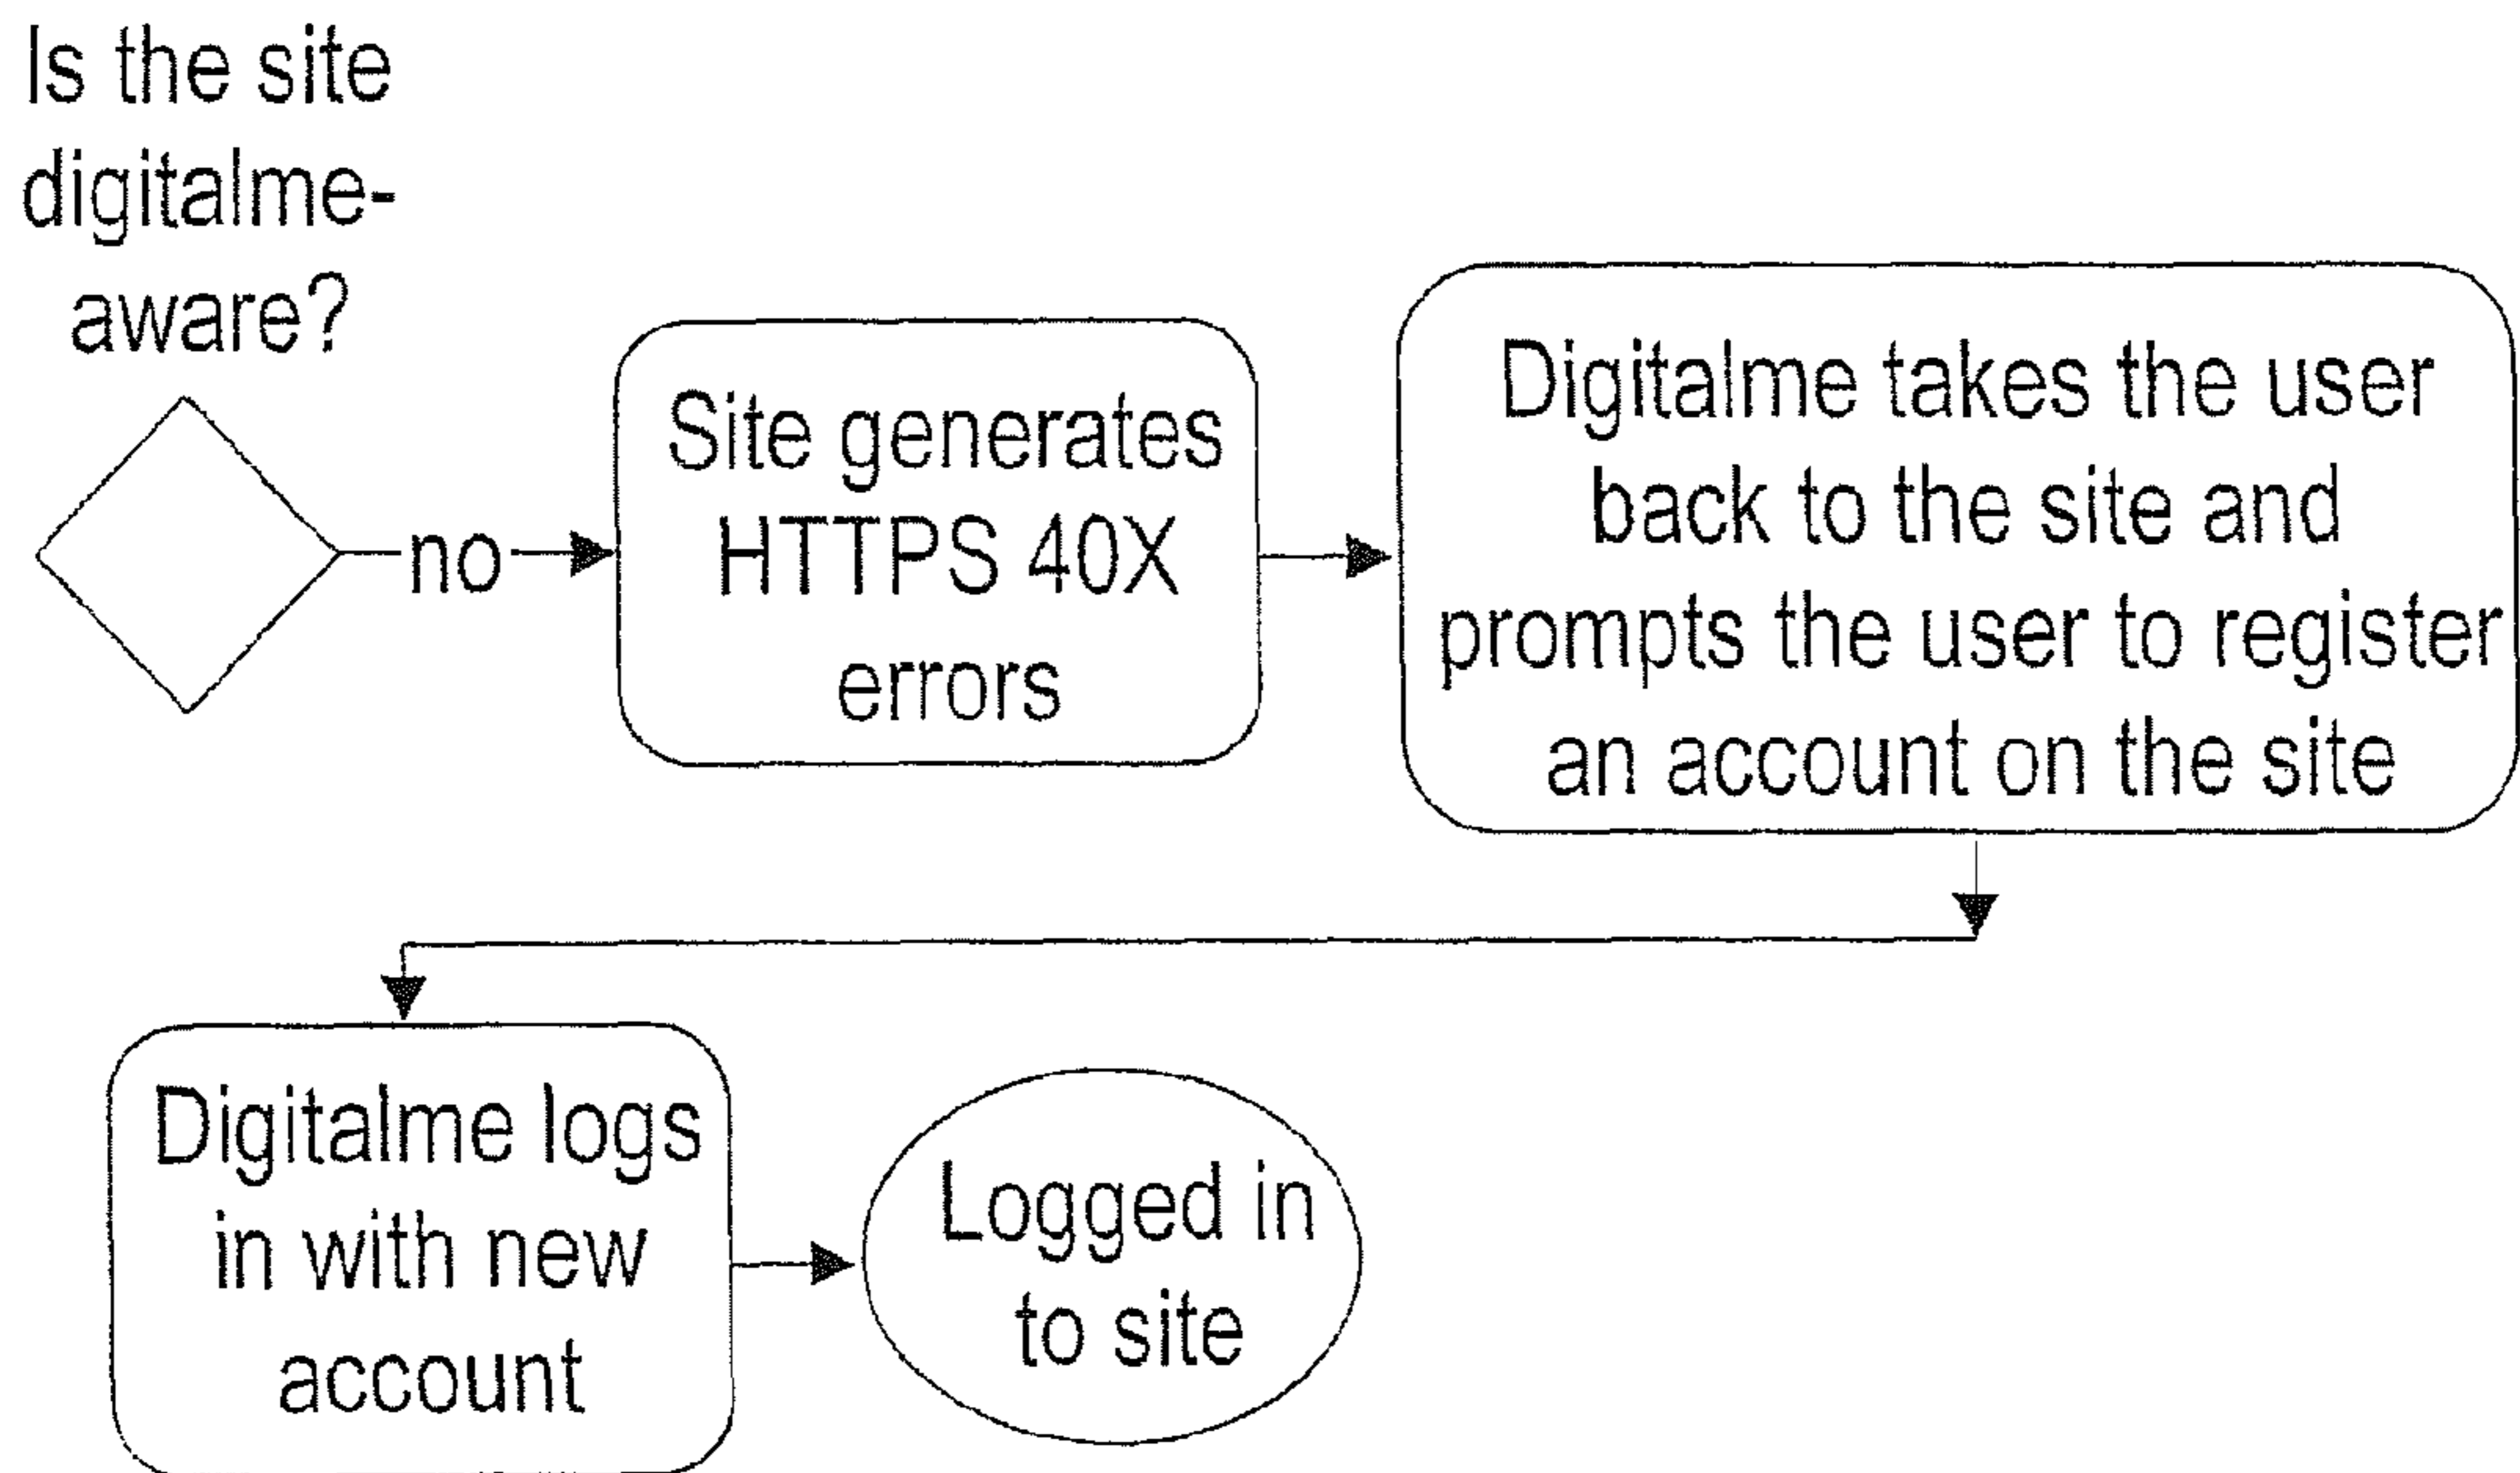 Is the site
digitalme-
aware?
no
Site generates
HTTPS 40X
errors
Digitalme takes the user
back to the site and
prompts the user to register
an account on the site
Digitalme logs
in with new
account
Logged in
to site